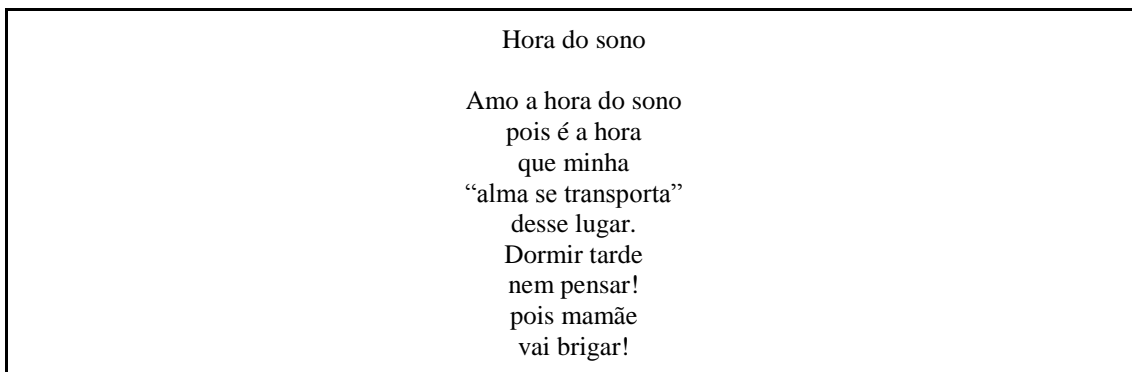 Hora do sono
Amo a hora do sono
pois é a hora
que minha
“alma se transporta”
desse lugar.
Dormir tarde
nem pensar!
pois mamãe
vai brigar!